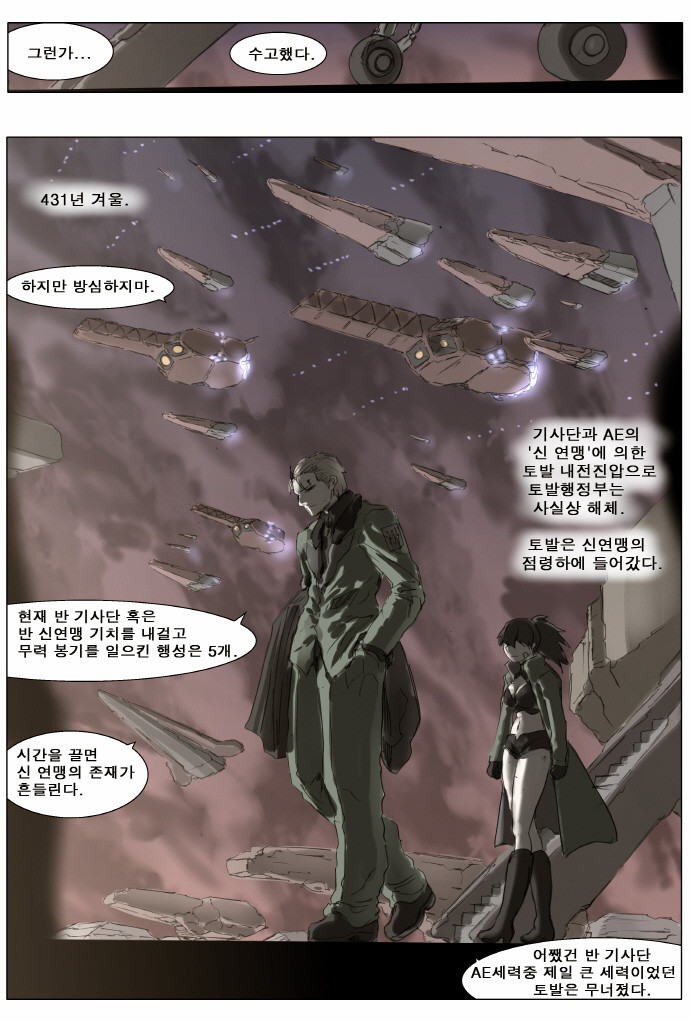 그런가...
수고했다.
431년 겨울.
하지만 방심하지마.
기사단과 AE의
'신 연맹'에 의한
토발 내전진압으로
토발행정부는
사실상 해체.
토발은 신연맹의
점령하에 들어갔다.
현재 반 기사단 혹은
반 신연맹 기치를 내걸고
무력 봉기를 일으킨 행성은 5개.
시간을 끌면
신 연맹의 존재가
흔들린다.
어쨌건 반 기사단
AE세력중 제일 큰 세력이었던
토발은 무너졌다.